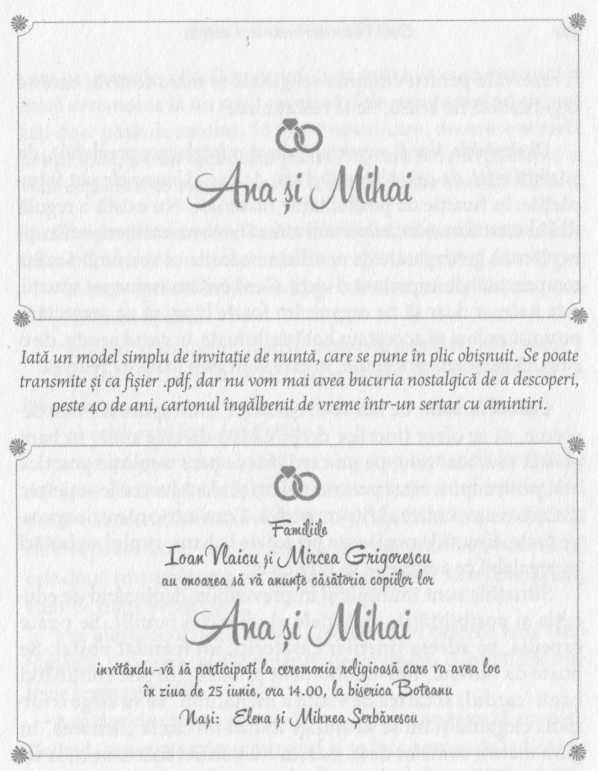 Ana și Mihai
Iată un model simplu de invitație de nuntă, care se pune în plic obișnuit. Se poate
transmite și ca fișier .pdf, dar nu vom mai avea bucuria nostalgică de a descoperi,
peste 40 de ani, cartonul îngălbenit de vreme într-un sertar cu amintiri.
Familiile
Ioan Naicu și Mircea Grigorescu
au onoarea să vă anunțe căsătoria copiilor lor
Ana și Mihai
invitându-vă să participați la ceremonia religioasă care va avea loc
în ziua de 25 iunie, ora 14.00, la biserica Boteanu
Nași: Elena și Mihnea Șerbănescu